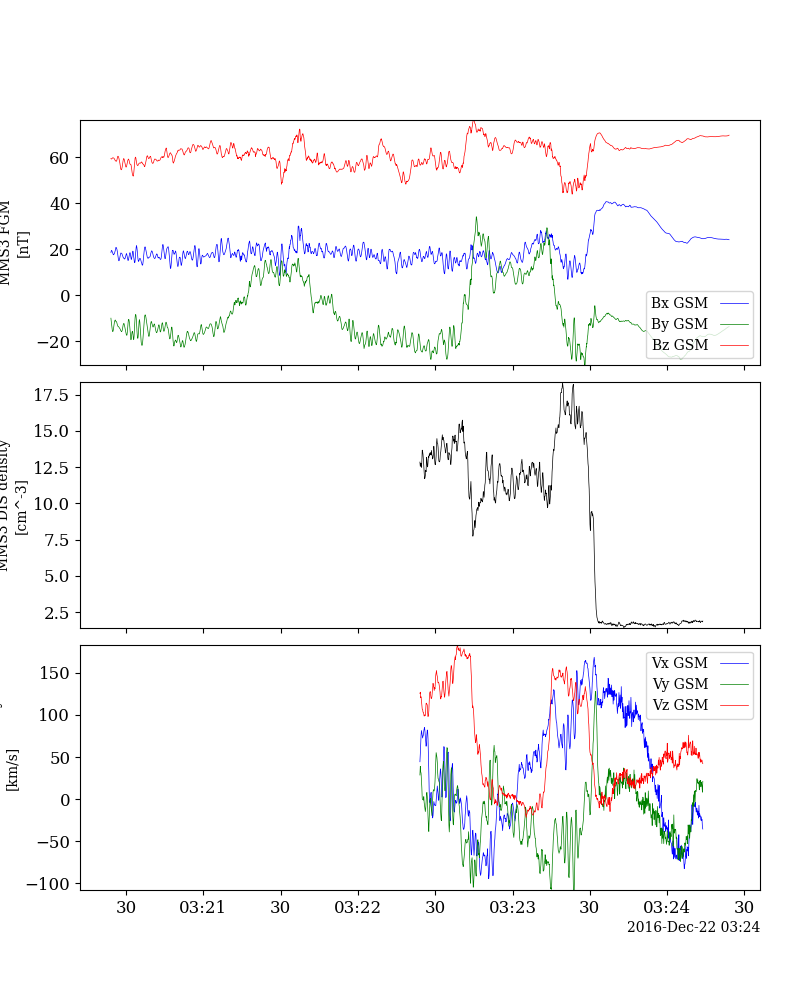 MMS3 FGM
[nT]
60
40
20
0
−20
Bx GSM
By GSM
Bz GSM
MMS3 DIS density
[cm^-3]
17.5
15.0
12.5
10.0
7.5
5.0
2.5
[km/s]
150
100
50
0
−50
−100
Vx GSM
Vy GSM
Vz GSM
30 03:21 30 03:22 30 03:23 30 03:24 30
2016-Dec-22 03:24